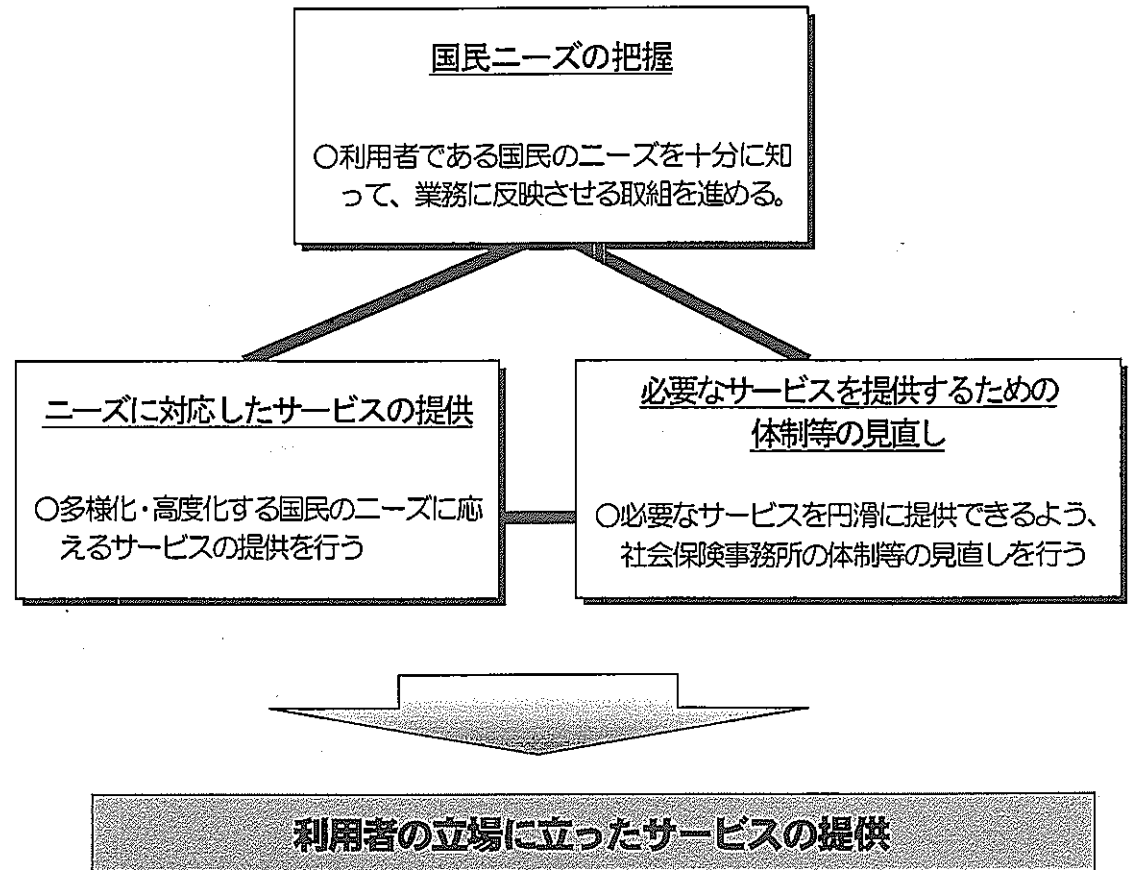 国民ニーズの把握
○利用者である国民のニーズを十分に知
って、業務に反映させる取組を進める。
ニーズに対応したサービスの提供
○多様化・高度化する国民のニーズに応
えるサービスの提供を行う
必要なサービスを提供するための
体制等の見直し
○必要なサービスを円滑に提供できるよう、
社会保険事務所の体制等の見直しを行う
利用者の立場に立ったサービスの提供